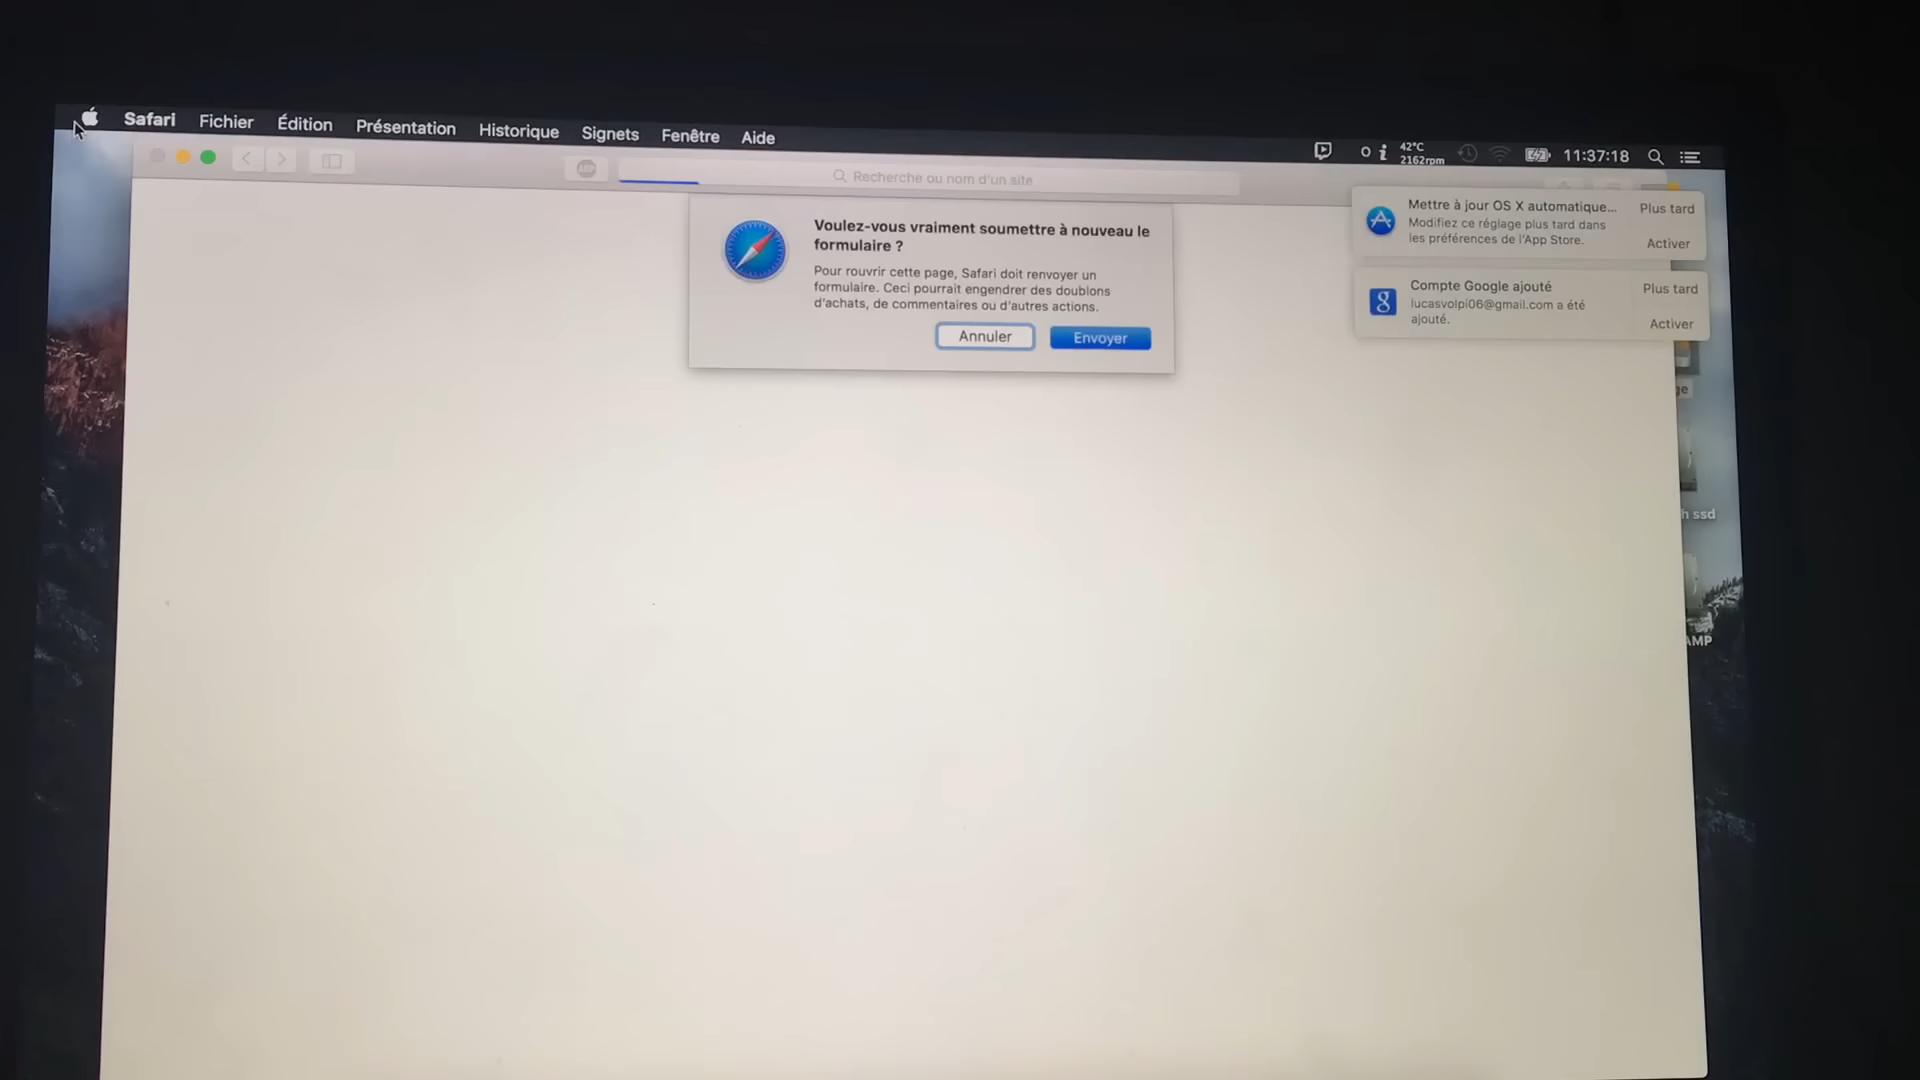 Safari Fichier Édition Présentation Historique Signets Fenêtre Aide
42°C
2162rpm
11:37:18
ABP
Recherche ou nom d'un site
Voulez-vous vraiment soumettre à nouveau le
formulaire ?
Pour rouvrir cette page, Safari doit renvoyer un
formulaire. Ceci pourrait engendrer des doublons
d'achats, de commentaires ou d'autres actions.
Annuler Envoyer
Mettre à jour OS X automatique... Plus tard
Modifiez ce réglage plus tard dans
les préférences de l'App Store. Activer
Compte Google ajouté Plus tard
lucasvolpi06@gmail.com a été
ajouté. Activer
ge
h ssd
AMP